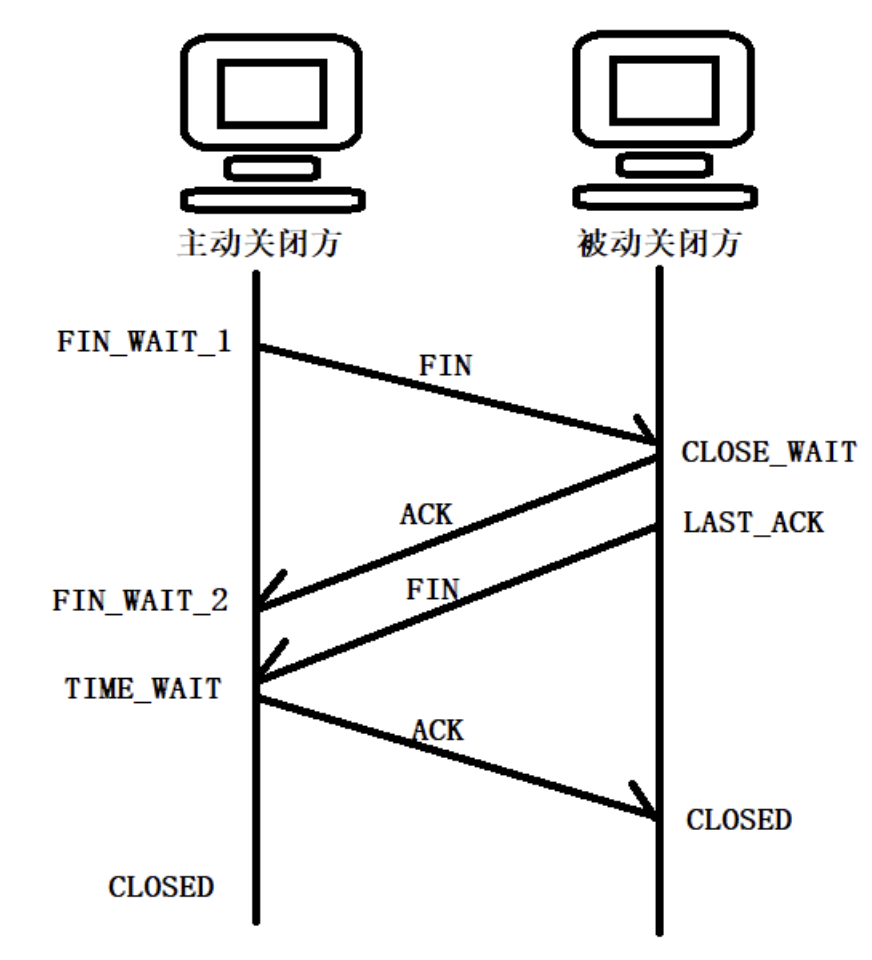 主动关闭方
被动关闭方
FIN_WAIT_1
FIN
CLOSE_WAIT
ACK
LAST_ACK
FIN
FIN_WAIT_2
TIME_WAIT
ACK
CLOSED
CLOSED